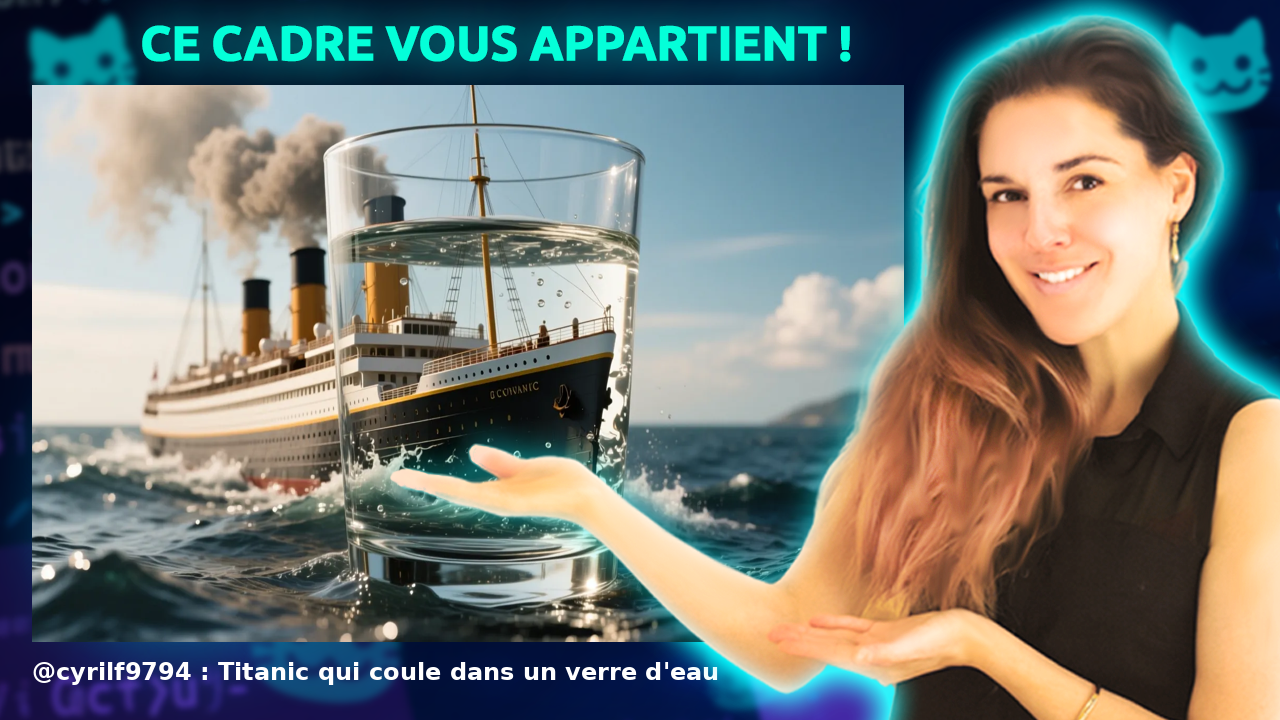 CE CADRE VOUS APPARTIENT !
@cyrilf9794 : Titanic qui coule dans un verre d'eau